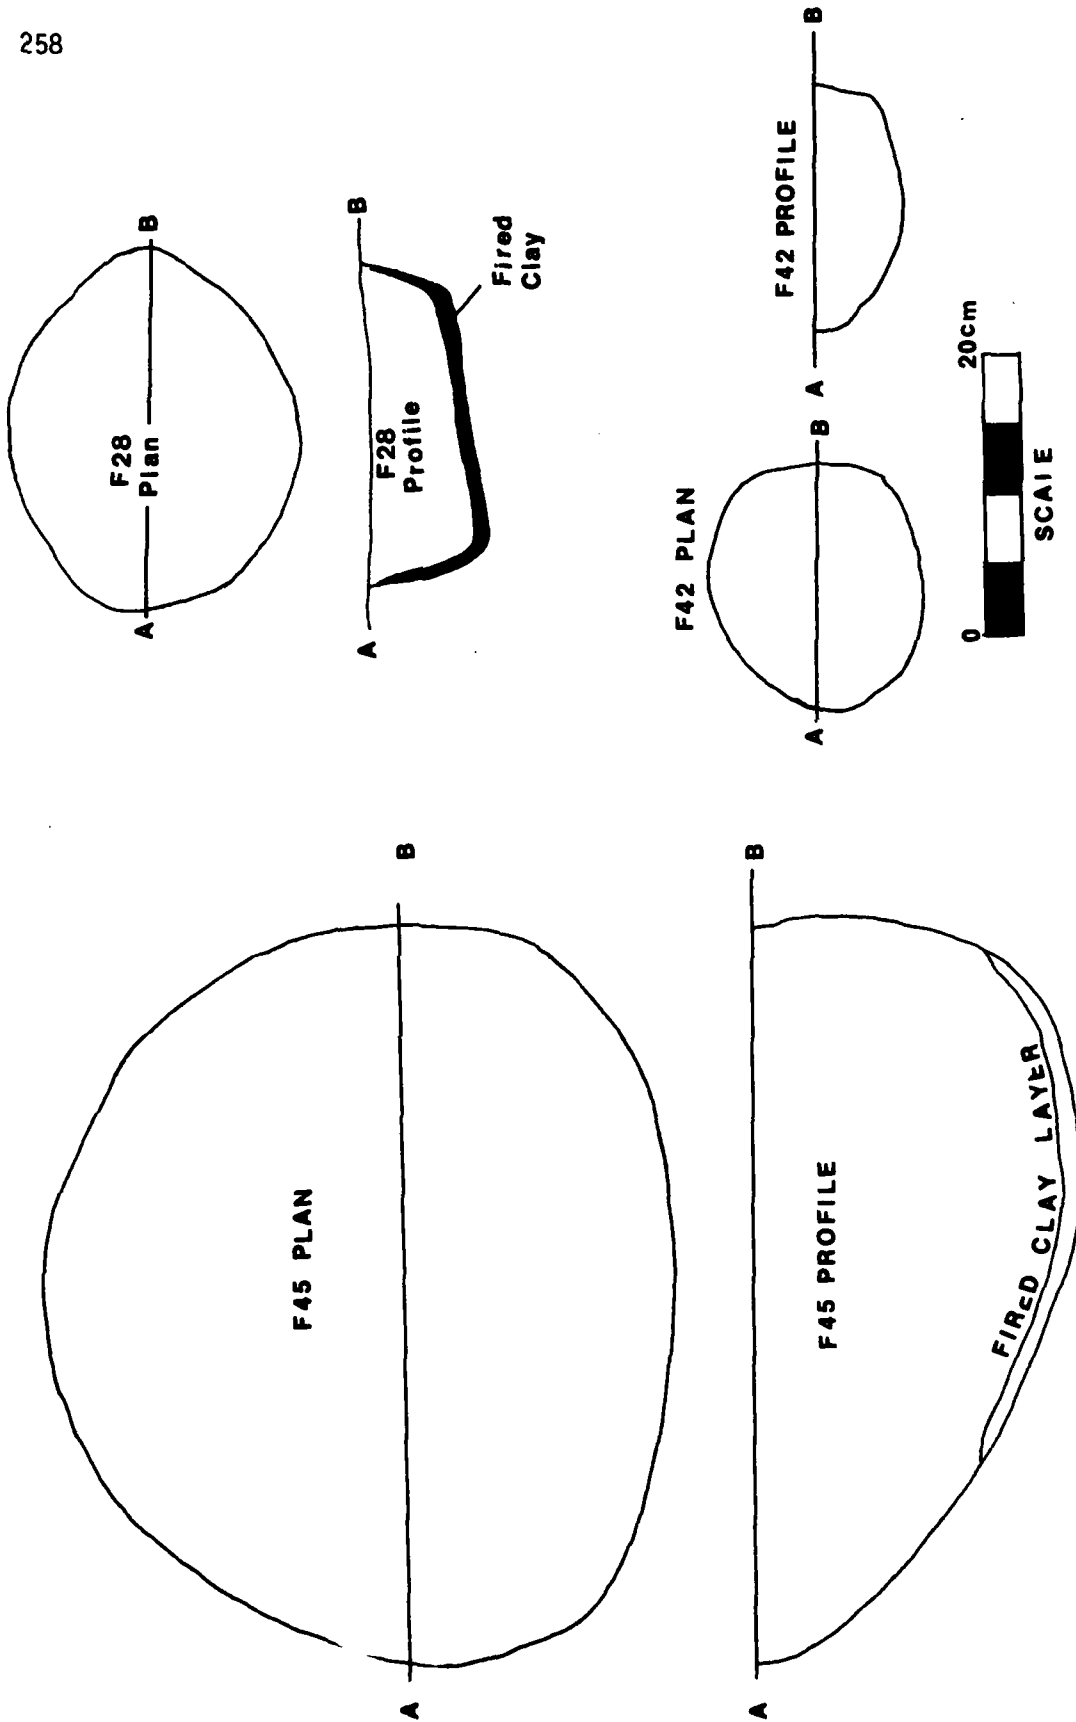 258
F45 PLAN
A
B
F45 PROFILE
A
B
FIRED CLAY LAYER
F28
Plan
A
B
F28
Profile
A
B
Fired
Clay
F42 PLAN
A
B
F42 PROFILE
A
B
0
20cm
SCAIE